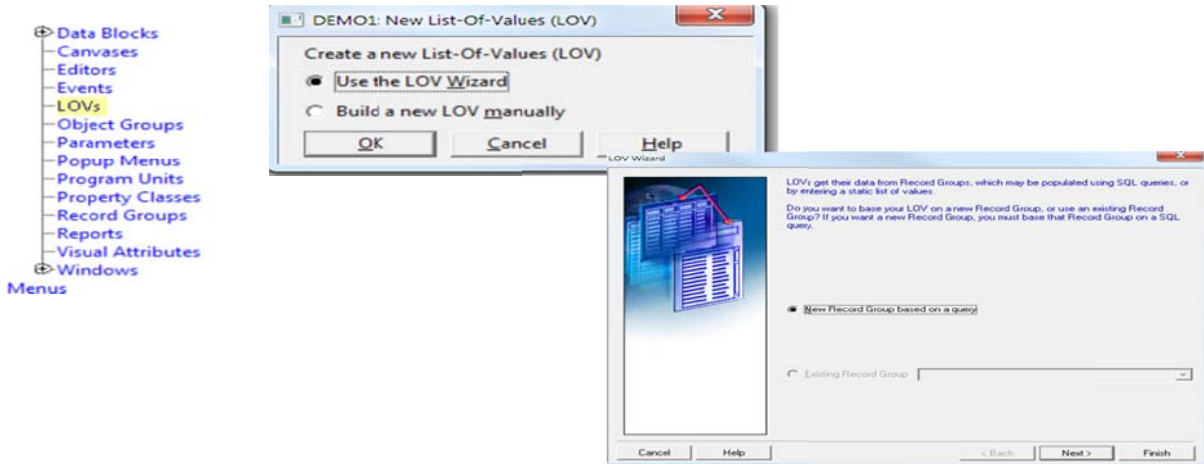 Data Blocks
Canvases
Editors
Events
LOVs
Object Groups
Parameters
Popup Menus
Program Units
Property Classes
Record Groups
Reports
Visual Attributes
Windows
Menus
DEMO1: New List-Of-Values (LOV)
Create a new List-Of-Values (LOV)
Use the LOV Wizard
Build a new LOV manually
OK Cancel Help
LOV Wizard
LOVs get their data from Record Groups, which may be populated using SQL queries, or
by entering a static list of values.
Do you want to base your LOV on a new Record Group, or use an existing Record
Group? If you want a new Record Group, you must base that Record Group on a SQL
query.
New Record Group based on a query
Existing Record Group
Cancel Help < Back Next > Finish